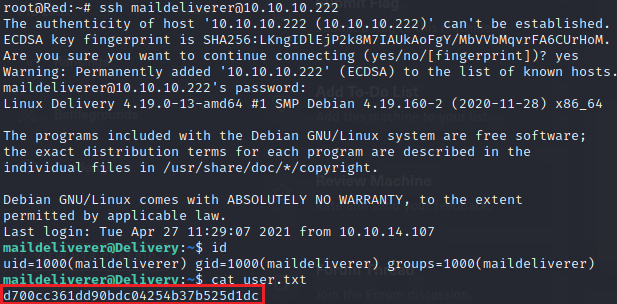 root@Red:~# ssh maildeliverer@10.10.10.222
The authenticity of host '10.10.10.222 (10.10.10.222)' can't be established.
ECDSA key fingerprint is SHA256:LKngIDlEjP2k8M7IAUkAoFgY/MbVVbMqvrFA6CUrHoM.
Are you sure you want to continue connecting (yes/no/[fingerprint])? yes
Warning: Permanently added '10.10.10.222' (ECDSA) to the list of known hosts.
maildeliverer@10.10.10.222's password:
Linux Delivery 4.19.0-13-amd64 #1 SMP Debian 4.19.160-2 (2020-11-28) x86_64
The programs included with the Debian GNU/Linux system are free software;
the exact distribution terms for each program are described in the
individual files in /usr/share/doc/*/copyright.
Debian GNU/Linux comes with ABSOLUTELY NO WARRANTY, to the extent
permitted by applicable law.
Last login: Tue Apr 27 11:29:07 2021 from 10.10.14.107
maildeliverer@Delivery:~$ id
uid=1000(maildeliverer) gid=1000(maildeliverer) groups=1000(maildeliverer)
maildeliverer@Delivery:~$ cat user.txt
d700cc361dd90bdc04254b37b525d1dc